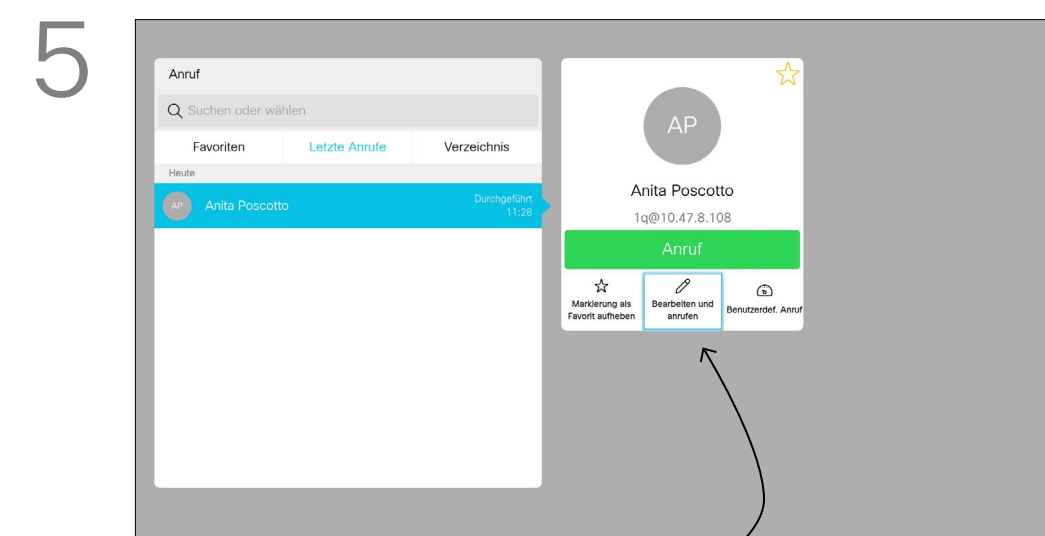 5
Anruf
Suchen oder wählen
Favoriten Letzte Anrufe Verzeichnis
Heute
AP Anita Poscotto Durchgeführt
11:28
AP
Anita Poscotto
1q@10.47.8.108
Anruf
Markierung als
Favorit aufheben
Bearbeiten und
anrufen
Benutzerdef. Anruf